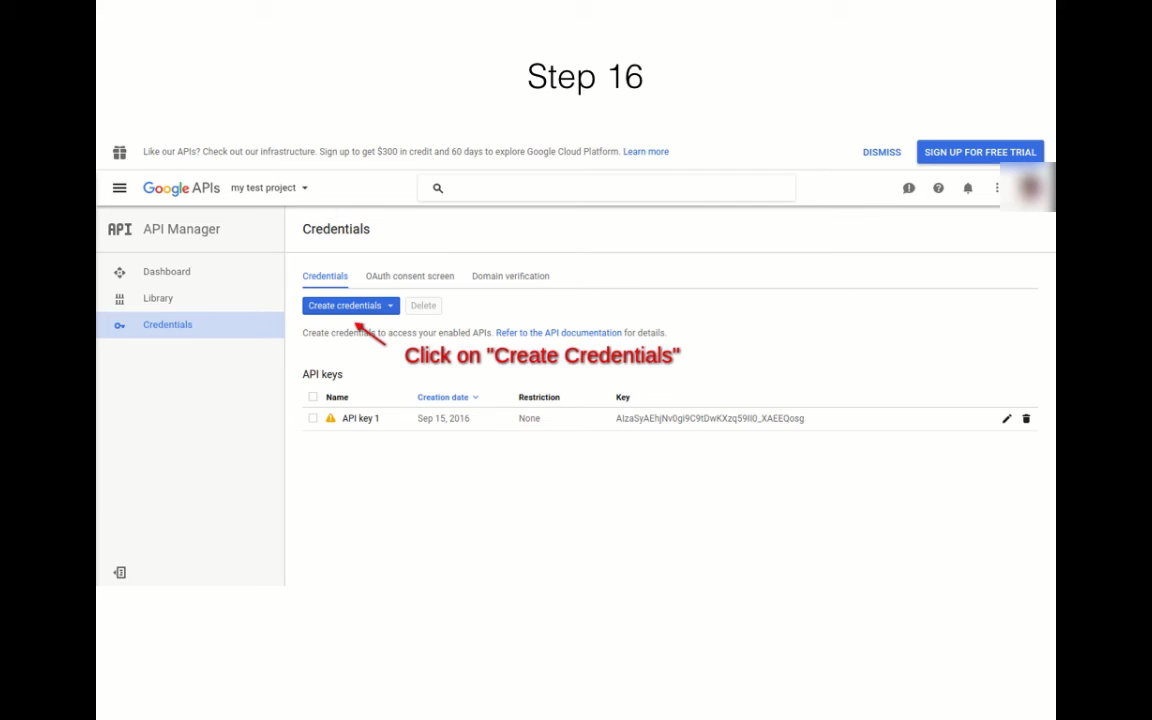 Step 16
Like our APIs? Check out our infrastructure. Sign up to get $300 in credit and 60 days to explore Google Cloud Platform. Learn more
DISMISS
SIGN UP FOR FREE TRIAL
Google APIs
my test project
API
API Manager
Credentials
Dashboard
Library
Credentials
Credentials
OAuth consent screen
Domain verification
Create credentials
Delete
Create credentials to access your enabled APIs. Refer to the API documentation for details.
Click on "Create Credentials"
API keys
Name
Creation date
Restriction
Key
API key 1
Sep 15, 2016
None